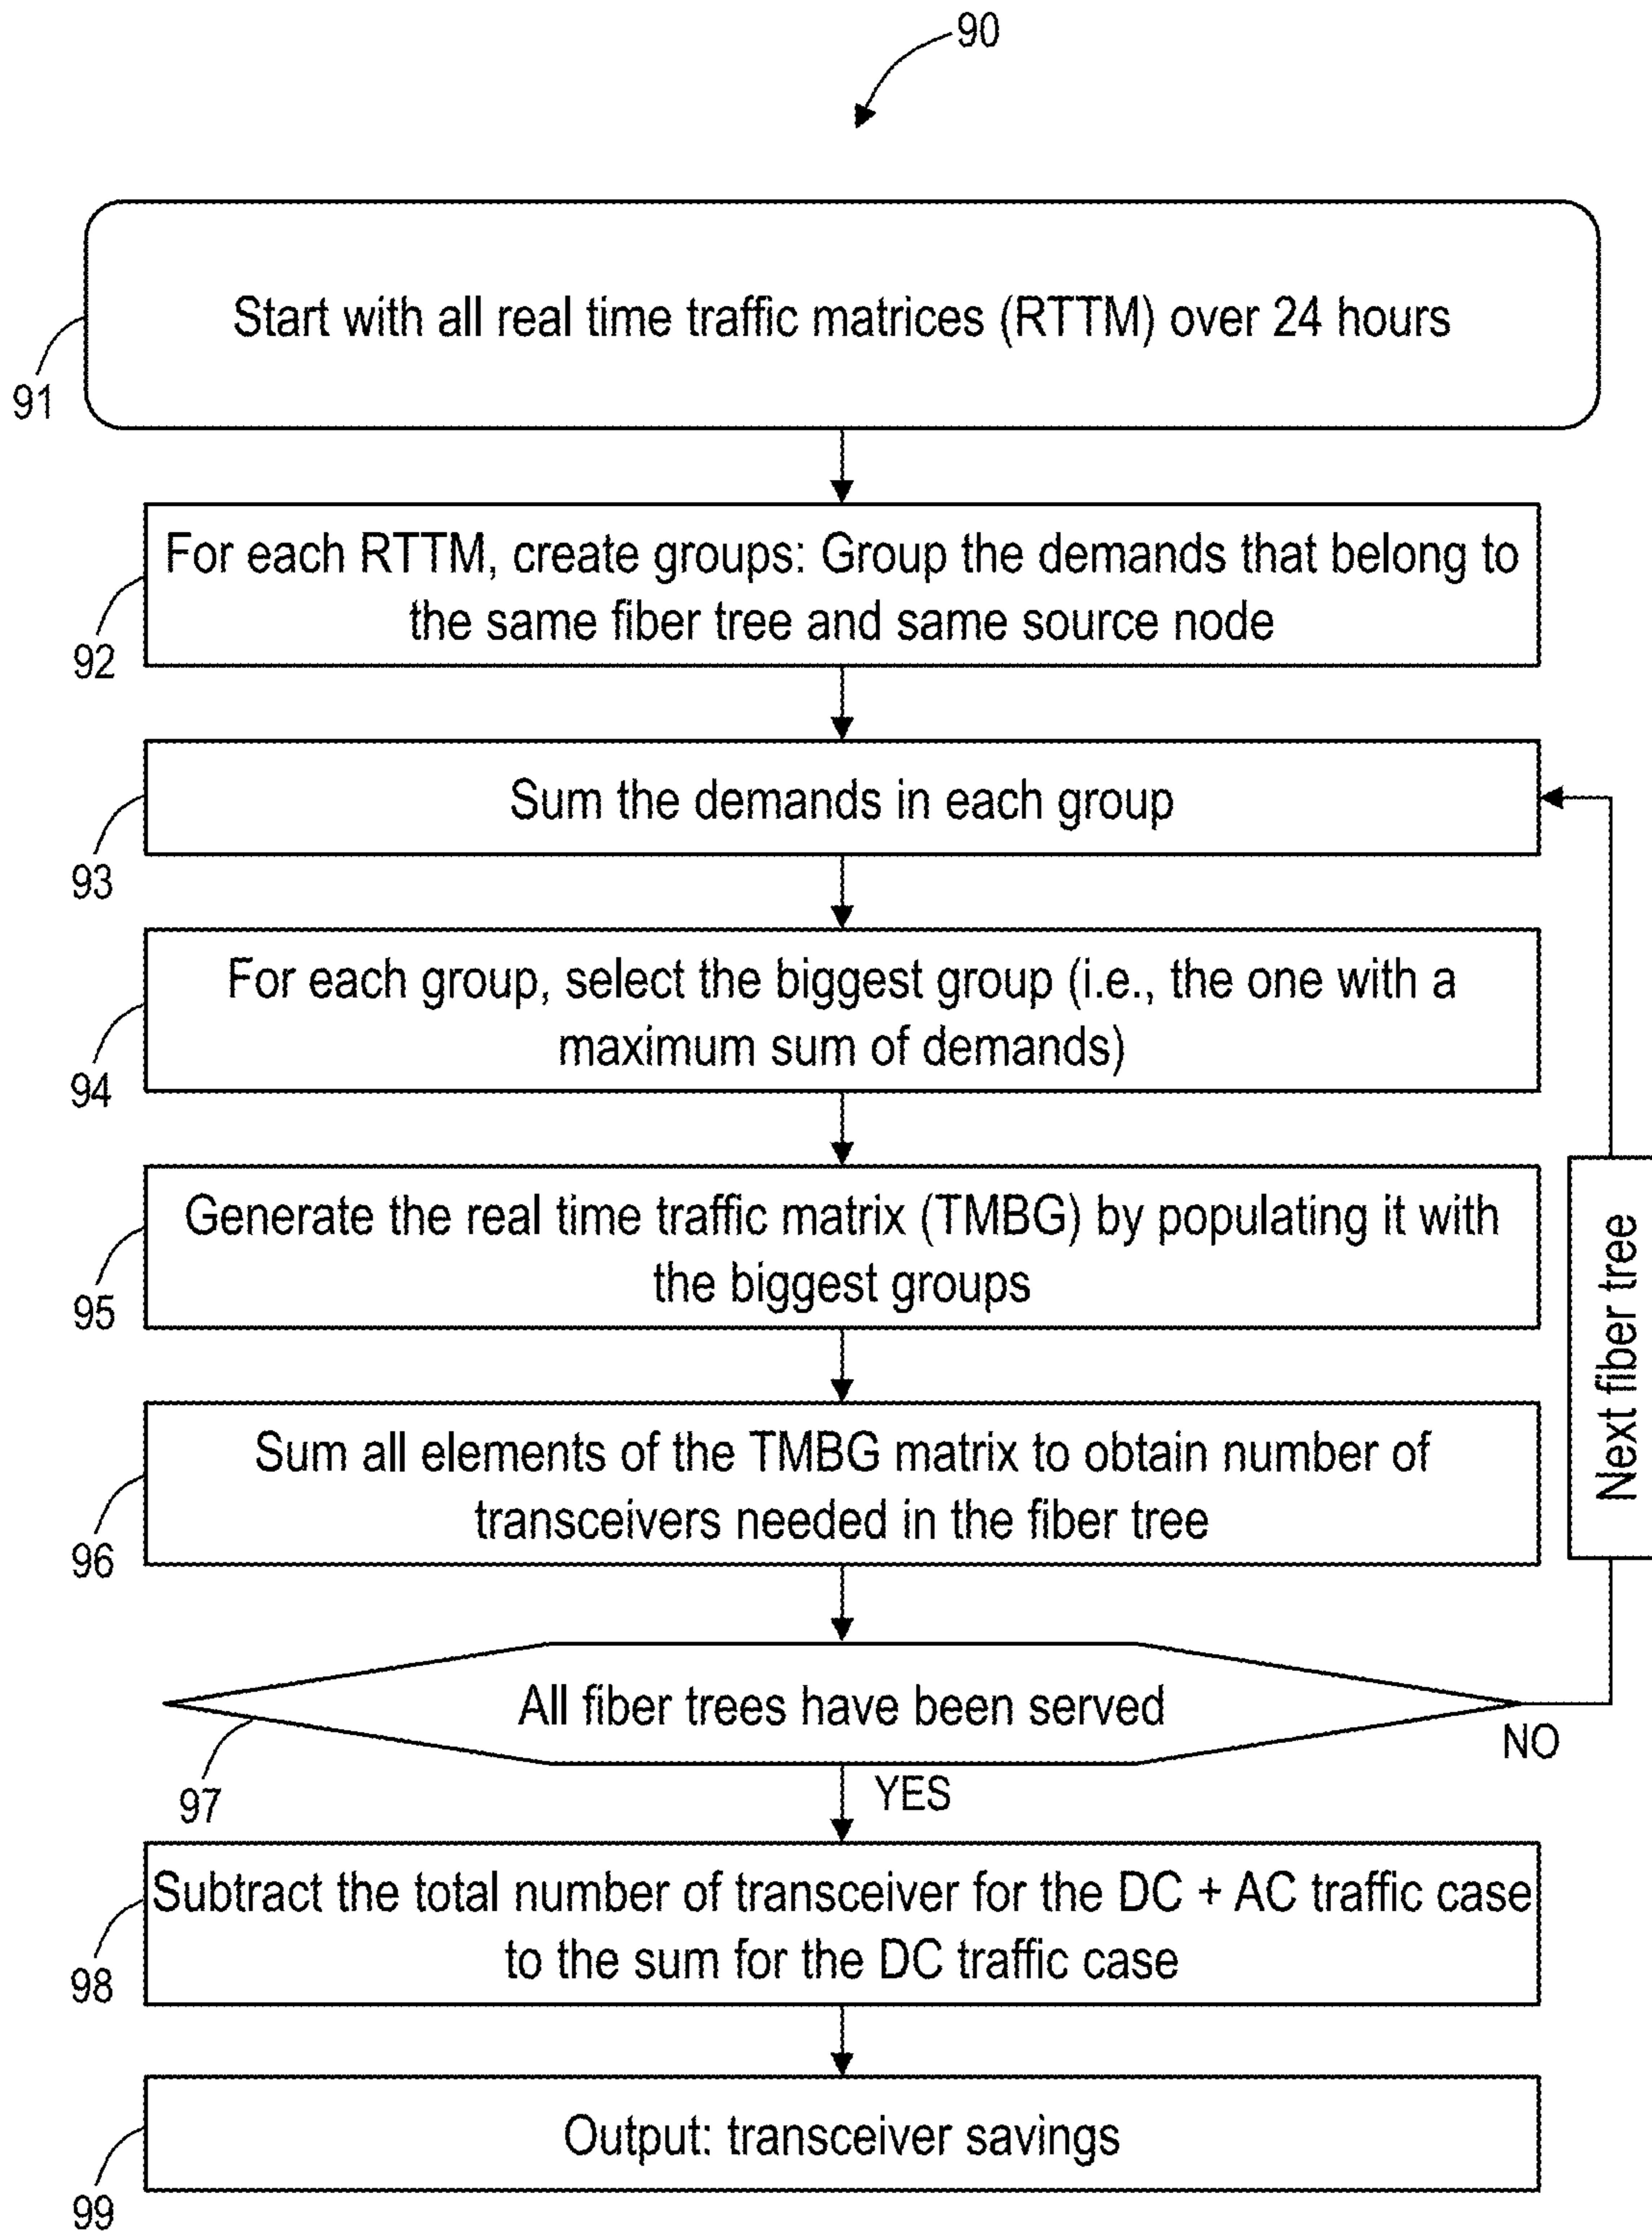 90
Start with all real time traffic matrices (RTTM) over 24 hours
91
For each RTTM, create groups: Group the demands that belong to
the same fiber tree and same source node
92
Sum the demands in each group
93
For each group, select the biggest group (i.e., the one with a
maximum sum of demands)
94
Generate the real time traffic matrix (TMBG) by populating it with
the biggest groups
95
Next fiber tree
Sum all elements of the TMBG matrix to obtain number of
transceivers needed in the fiber tree
96
All fiber trees have been served
NO
97
YES
Subtract the total number of transceiver for the DC + AC traffic case
to the sum for the DC traffic case
98
Output: transceiver savings
99